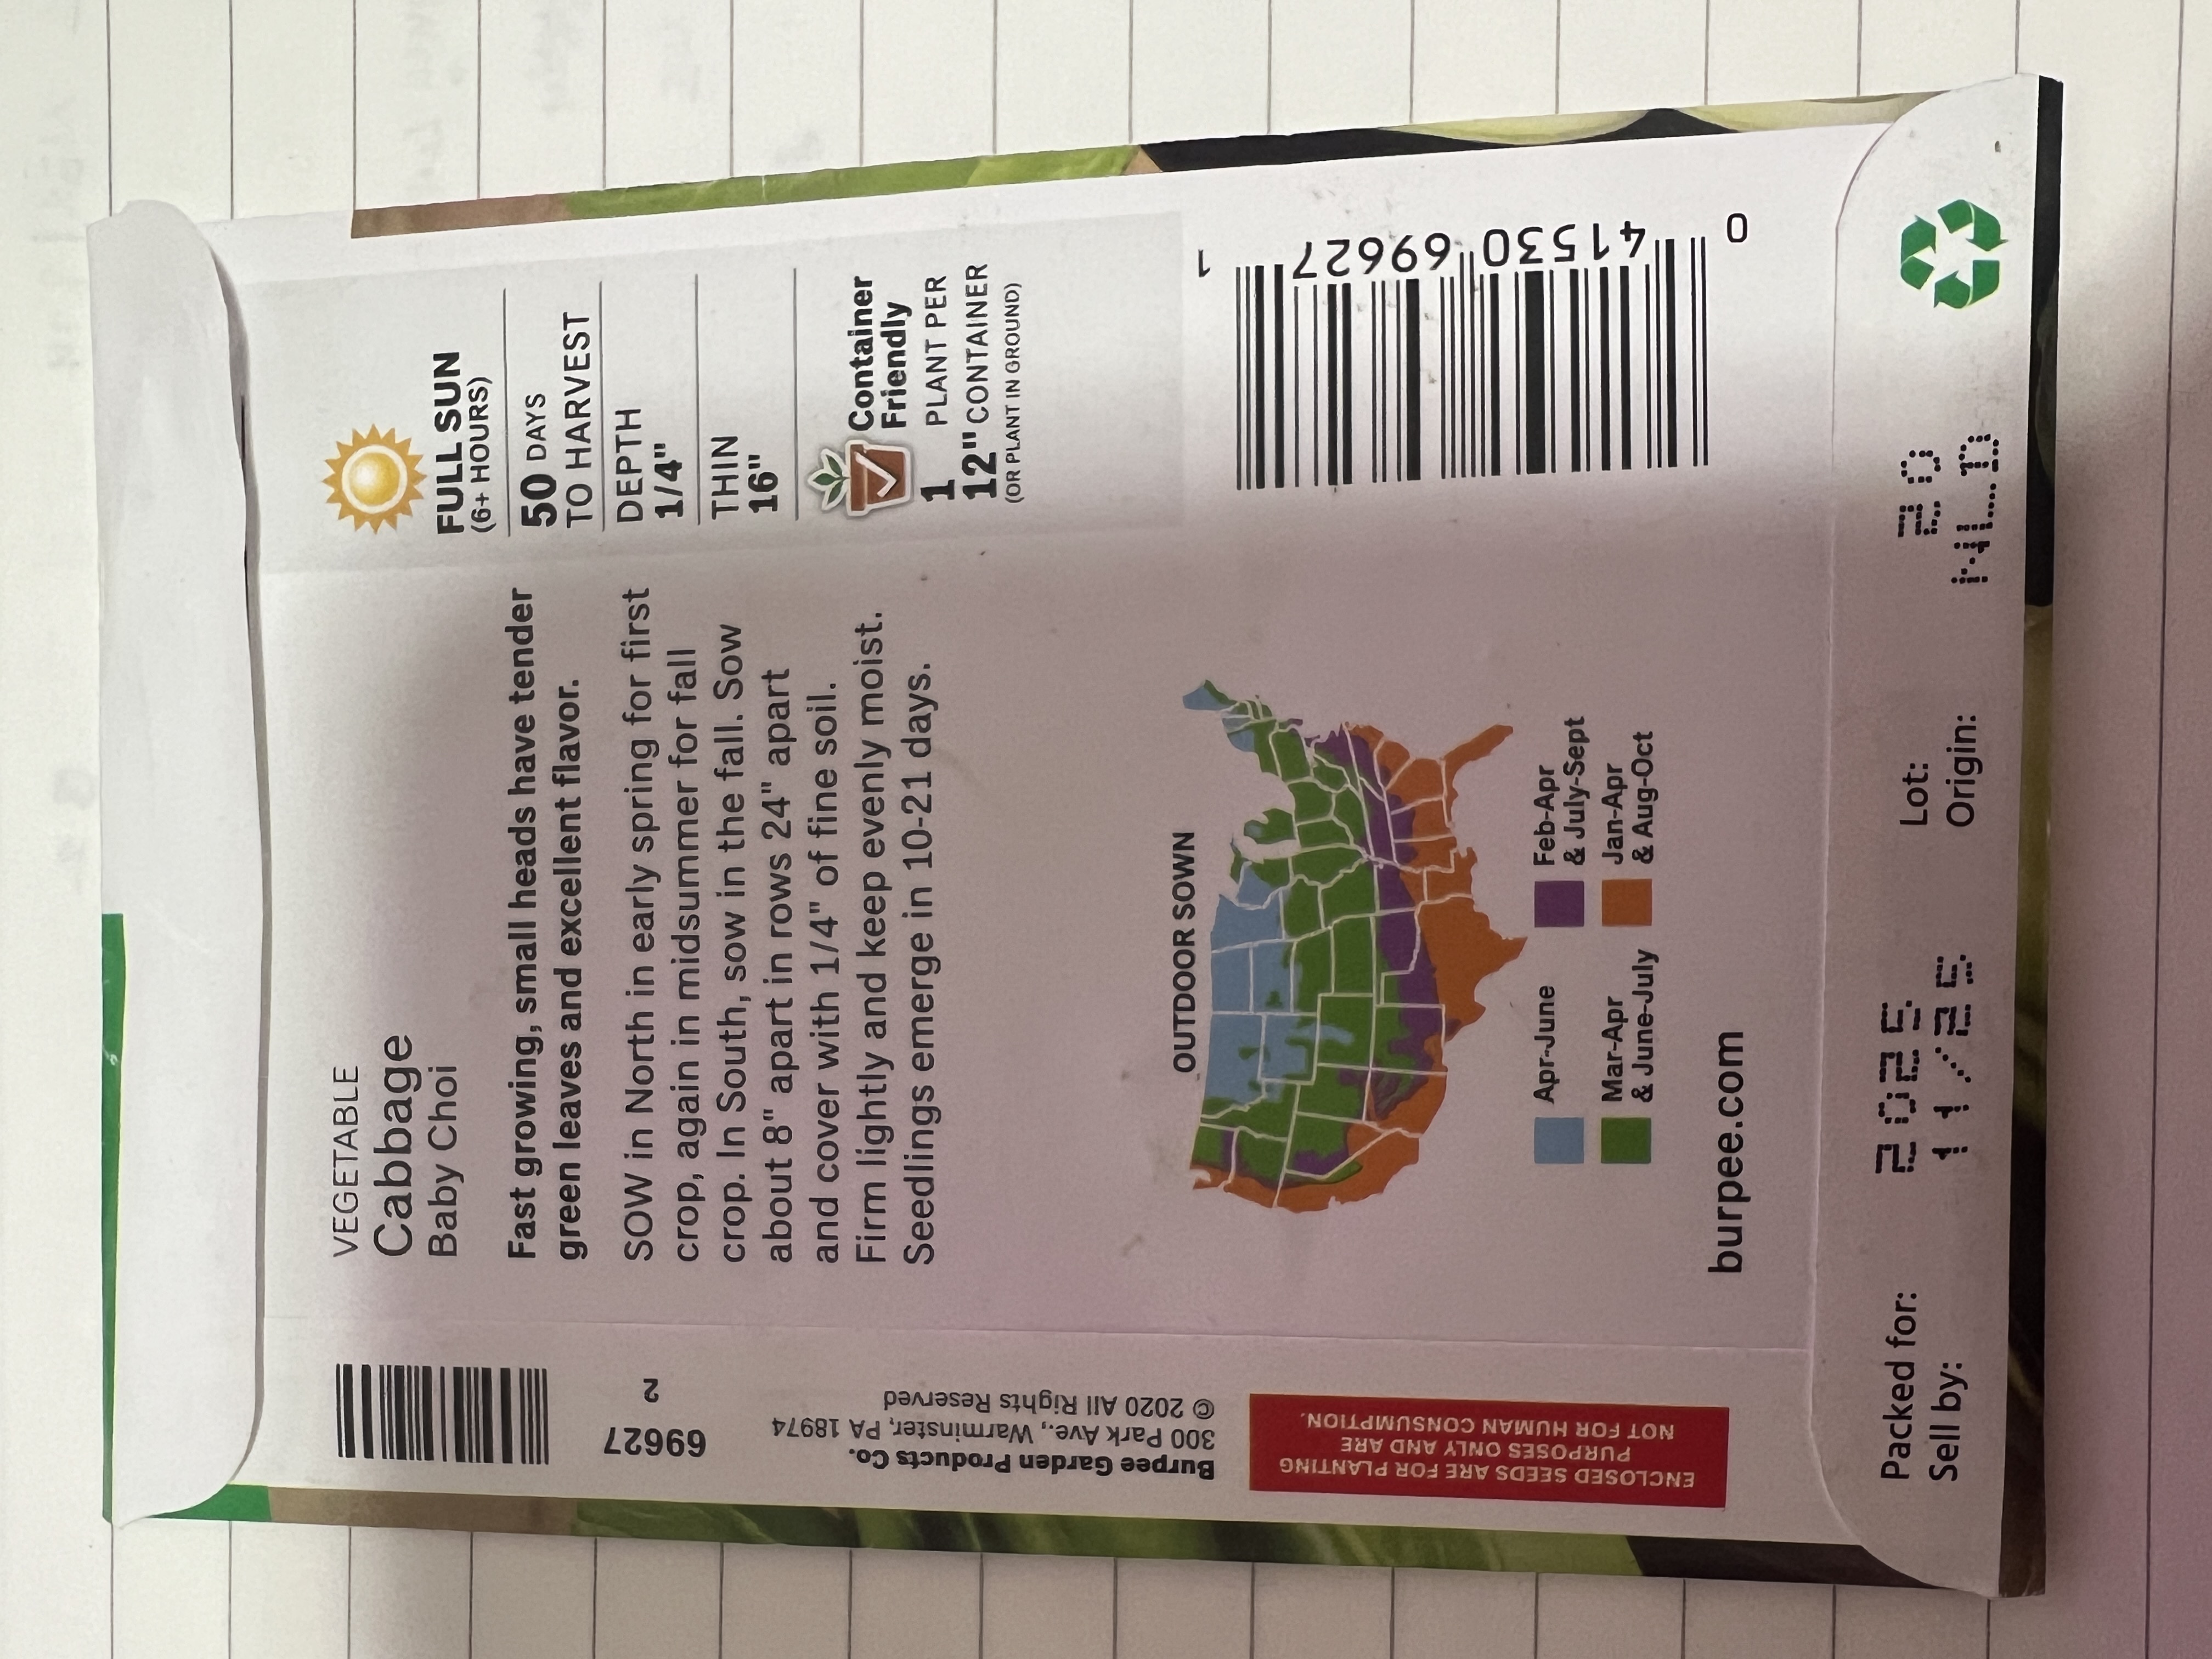 VEGETABLE
Cabbage
Baby Choi
Fast growing, small heads have tender
green leaves and excellent flavor.
SOW in North in early spring for first
crop, again in midsummer for fall
crop. In South, sow in the fall. Sow
about 8" apart in rows 24" apart
and cover with 1/4" of fine soil.
Firm lightly and keep evenly moist.
Seedlings emerge in 10-21 days.
FULL SUN
(6+ HOURS)
50 DAYS
TO HARVEST
DEPTH
1/4"
THIN
16"
Container
Friendly
1 PLANT PER
12" CONTAINER
(OR PLANT IN GROUND)
OUTDOOR SOWN
Apr-June
Mar-Apr
& June-July
Feb-Apr
& July-Sept
Jan-Apr
& Aug-Oct
burpee.com
69627
2
Burpee Garden Products Co.
300 Park Ave., Warminster, PA 18974
© 2020 All Rights Reserved
ENCLOSED SEEDS ARE FOR PLANTING
PURPOSES ONLY AND ARE
NOT FOR HUMAN CONSUMPTION.
0 41530 69627 1
Packed for: 2025
Sell by: 11/25
Lot: 20
Origin: NLD